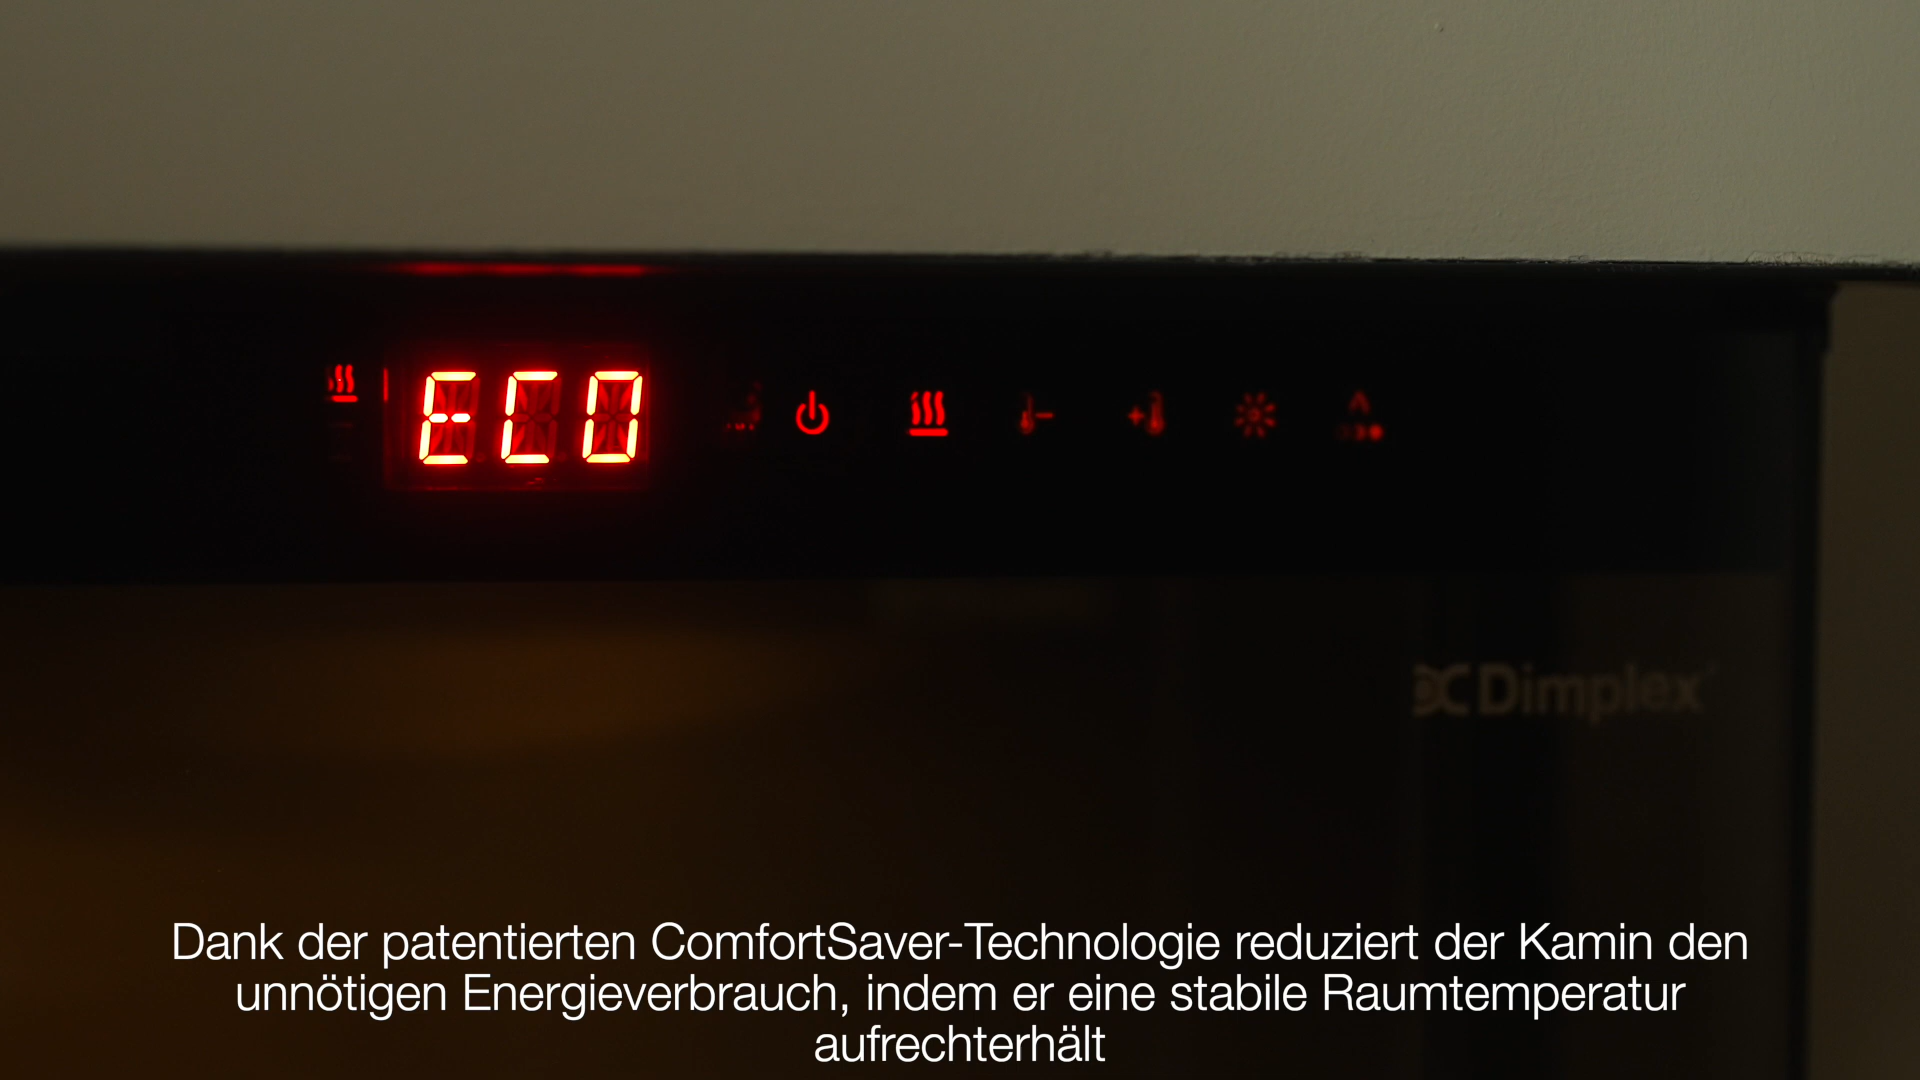 ECO
Dimplex
Dank der patentierten ComfortSaver-Technologie reduziert der Kamin den
unnötigen Energieverbrauch, indem er eine stabile Raumtemperatur
aufrechterhält